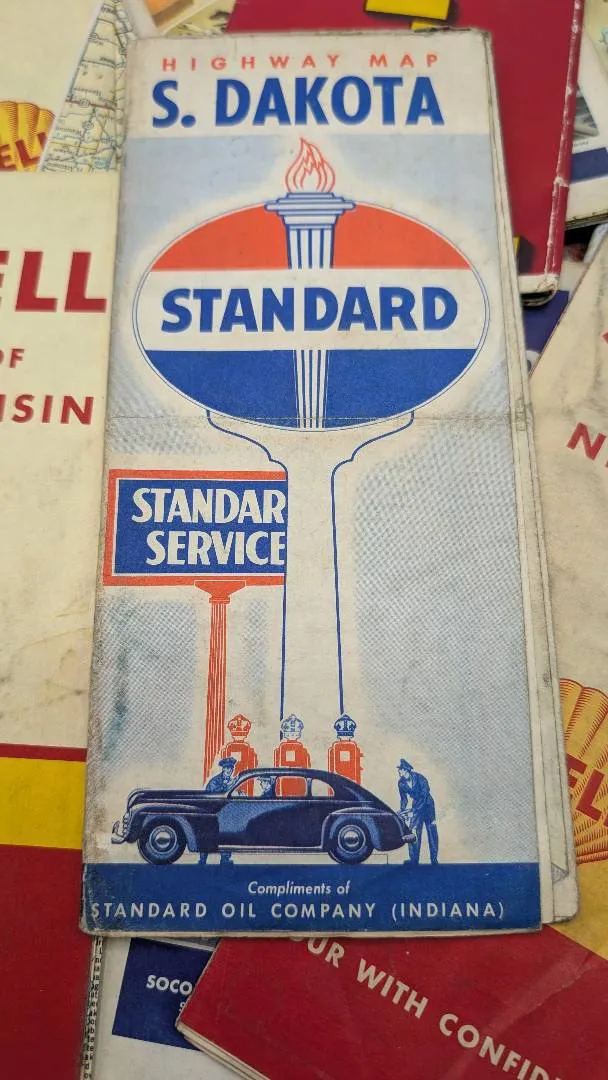 HIGHWAY MAP
S. DAKOTA
STANDARD
STANDAR
SERVICE
Compliments of
STANDARD OIL COMPANY (INDIANA)
ELL
ELL
OF
ISIN
N
EL
SOCO
OUR WITH CONFID